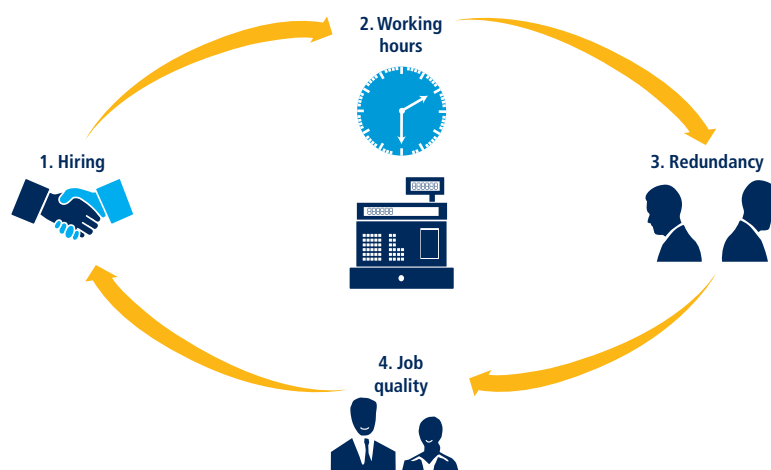 2. Working
hours
1. Hiring
3. Redundancy
4. Job
quality